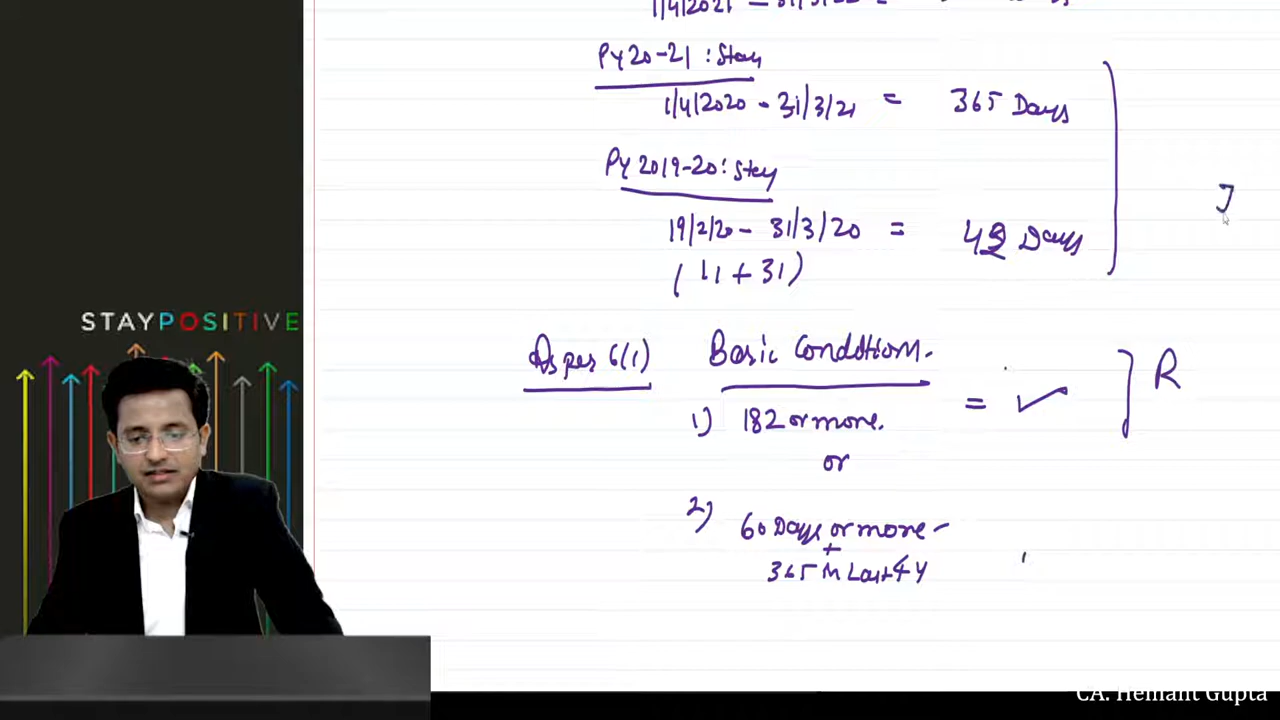 Py 20-21 : Stay
1/4/2020 - 31/3/21 = 365 Days
Py 2019-20 : Stay
19/2/20 - 31/3/20 = 42 Days
(11 + 31)
As per 6(1) Basic Conditions.
1) 182 or more. = ✓ R
or
2) 60 Days or more -
+
365 in Last 4 Y
STAYPOSITIVE
CA. Hemant Gupta